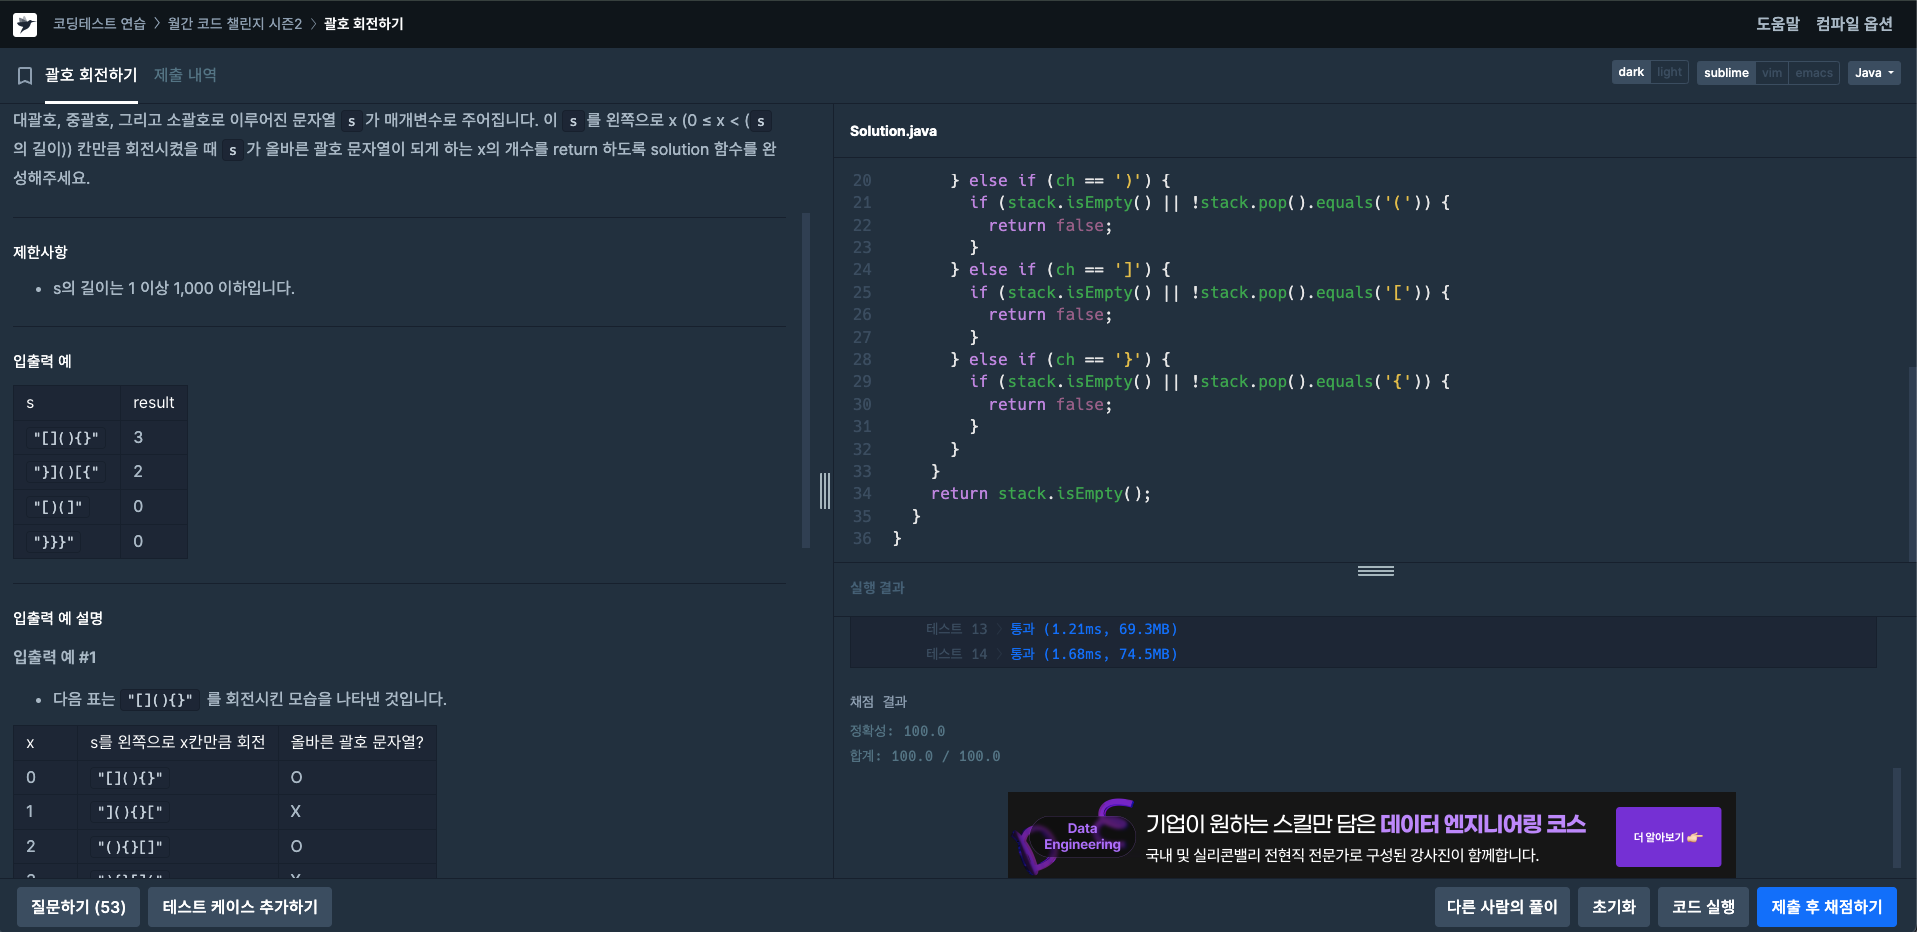 코딩테스트 연습 > 월간 코드 챌린지 시즌2 > 괄호 회전하기
도움말 컴파일 옵션
괄호 회전하기 제출 내역
dark light sublime vim emacs Java
대괄호, 중괄호, 그리고 소괄호로 이루어진 문자열 s 가 매개변수로 주어집니다. 이 s 를 왼쪽으로 x (0 ≤ x < ( s
의 길이)) 칸만큼 회전시켰을 때 s 가 올바른 괄호 문자열이 되게 하는 x의 개수를 return 하도록 solution 함수를 완
성해주세요.
제한사항
• s의 길이는 1 이상 1,000 이하입니다.
입출력 예
s result
"[](){}" 3
"}]()[{" 2
"[)(]" 0
"}}}" 0
입출력 예 설명
입출력 예 #1
• 다음 표는 "[](){}" 를 회전시킨 모습을 나타낸 것입니다.
x s를 왼쪽으로 x칸만큼 회전 올바른 괄호 문자열?
0 "[](){}" O
1 "](){}[" X
2 "(){}[]" O
Solution.java
20 } else if (ch == ')') {
21 if (stack.isEmpty() || !stack.pop().equals('(')) {
22 return false;
23 }
24 } else if (ch == ']') {
25 if (stack.isEmpty() || !stack.pop().equals('[')) {
26 return false;
27 }
28 } else if (ch == '}') {
29 if (stack.isEmpty() || !stack.pop().equals('{')) {
30 return false;
31 }
32 }
33 }
34 return stack.isEmpty();
35 }
36 }
실행 결과
테스트 13 > 통과 (1.21ms, 69.3MB)
테스트 14 > 통과 (1.68ms, 74.5MB)
채점 결과
정확성: 100.0
합계: 100.0 / 100.0
Data
Engineering
기업이 원하는 스킬만 담은 데이터 엔지니어링 코스
국내 및 실리콘밸리 전현직 전문가로 구성된 강사진이 함께합니다.
더 알아보기 👉
질문하기 (53) 테스트 케이스 추가하기
다른 사람의 풀이 초기화 코드 실행 제출 후 채점하기